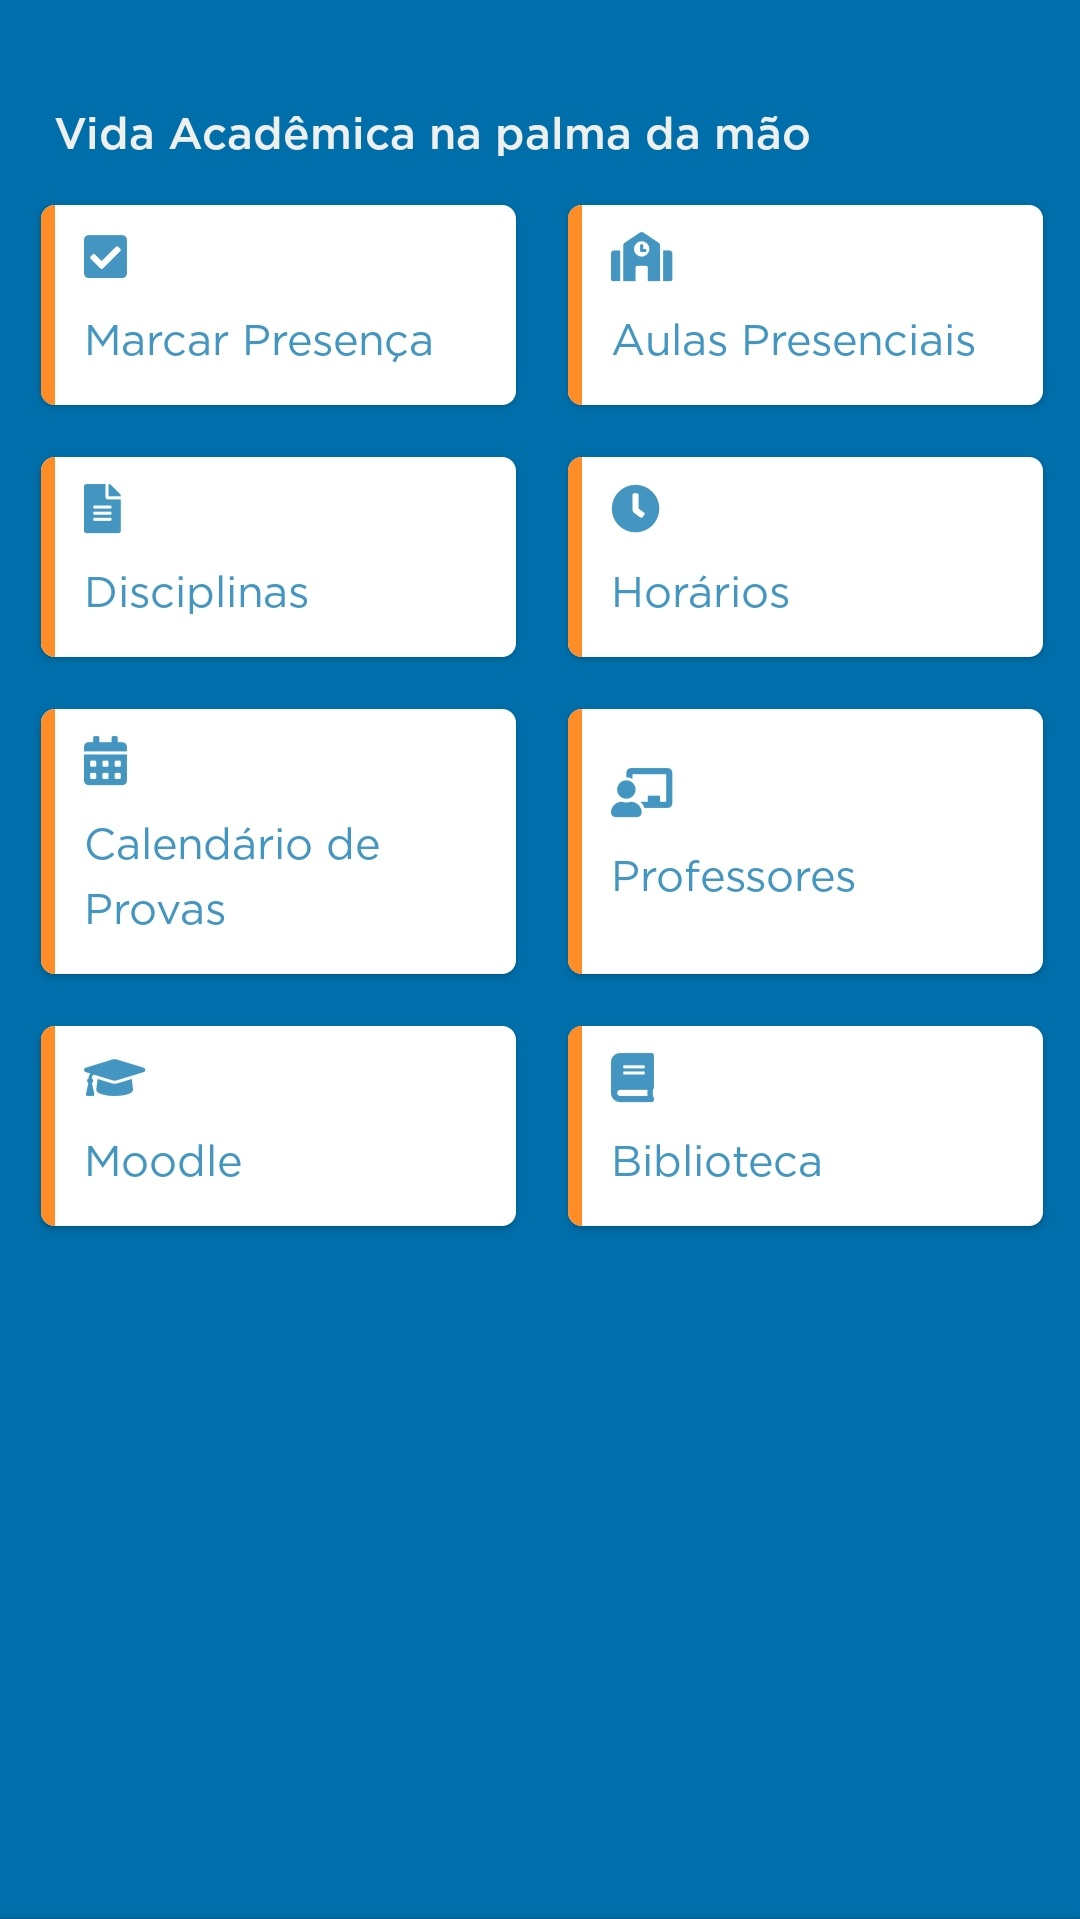 Vida Acadêmica na palma da mão
Marcar Presença
Aulas Presenciais
Disciplinas
Horários
Calendário de
Provas
Professores
Moodle
Biblioteca